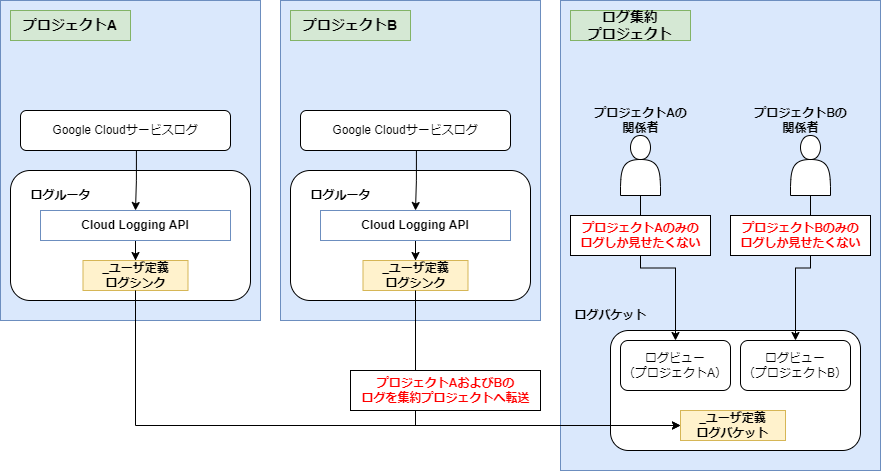 プロジェクトA
Google Cloudサービスログ
ログルータ
Cloud Logging API
_ユーザ定義
ログシンク
プロジェクトB
Google Cloudサービスログ
ログルータ
Cloud Logging API
_ユーザ定義
ログシンク
プロジェクトAおよびBの
ログを集約プロジェクトへ転送
ログ集約
プロジェクト
プロジェクトAの
関係者
プロジェクトBの
関係者
プロジェクトAのみの
ログしか見せたくない
プロジェクトBのみの
ログしか見せたくない
ログバケット
ログビュー
（プロジェクトA）
ログビュー
（プロジェクトB）
_ユーザ定義
ログバケット